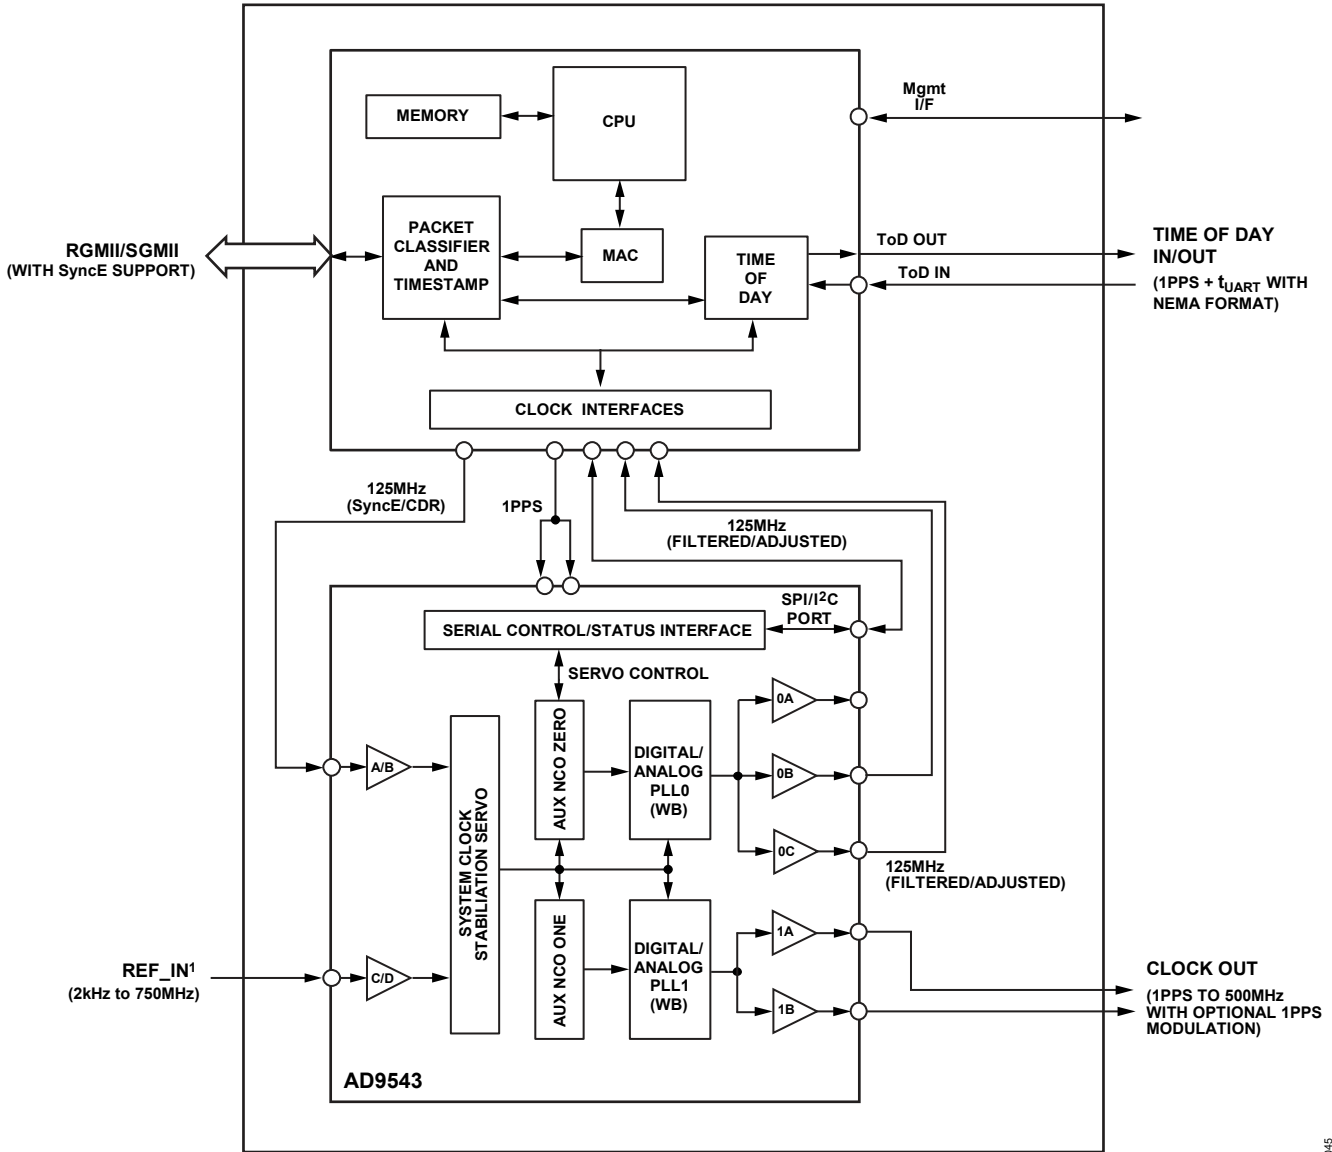 Mgmt
I/F
MEMORY
CPU
PACKET
CLASSIFIER
AND
TIMESTAMP
MAC
TIME
OF
DAY
RGMII/SGMII
(WITH SyncE SUPPORT)
ToD OUT
ToD IN
TIME OF DAY
IN/OUT
(1PPS + tUART WITH
NEMA FORMAT)
CLOCK INTERFACES
125MHz
(SyncE/CDR)
1PPS
125MHz
(FILTERED/ADJUSTED)
SPI/I2C
PORT
SERIAL CONTROL/STATUS INTERFACE
SERVO CONTROL
A/B
C/D
SYSTEM CLOCK
STABILIATION SERVO
AUX NCO ZERO
DIGITAL/
ANALOG
PLL0
(WB)
0A
0B
0C
125MHz
(FILTERED/ADJUSTED)
AUX NCO ONE
DIGITAL/
ANALOG
PLL1
(WB)
1A
1B
REF_IN1
(2kHz to 750MHz)
CLOCK OUT
(1PPS TO 500MHz
WITH OPTIONAL 1PPS
MODULATION)
AD9543